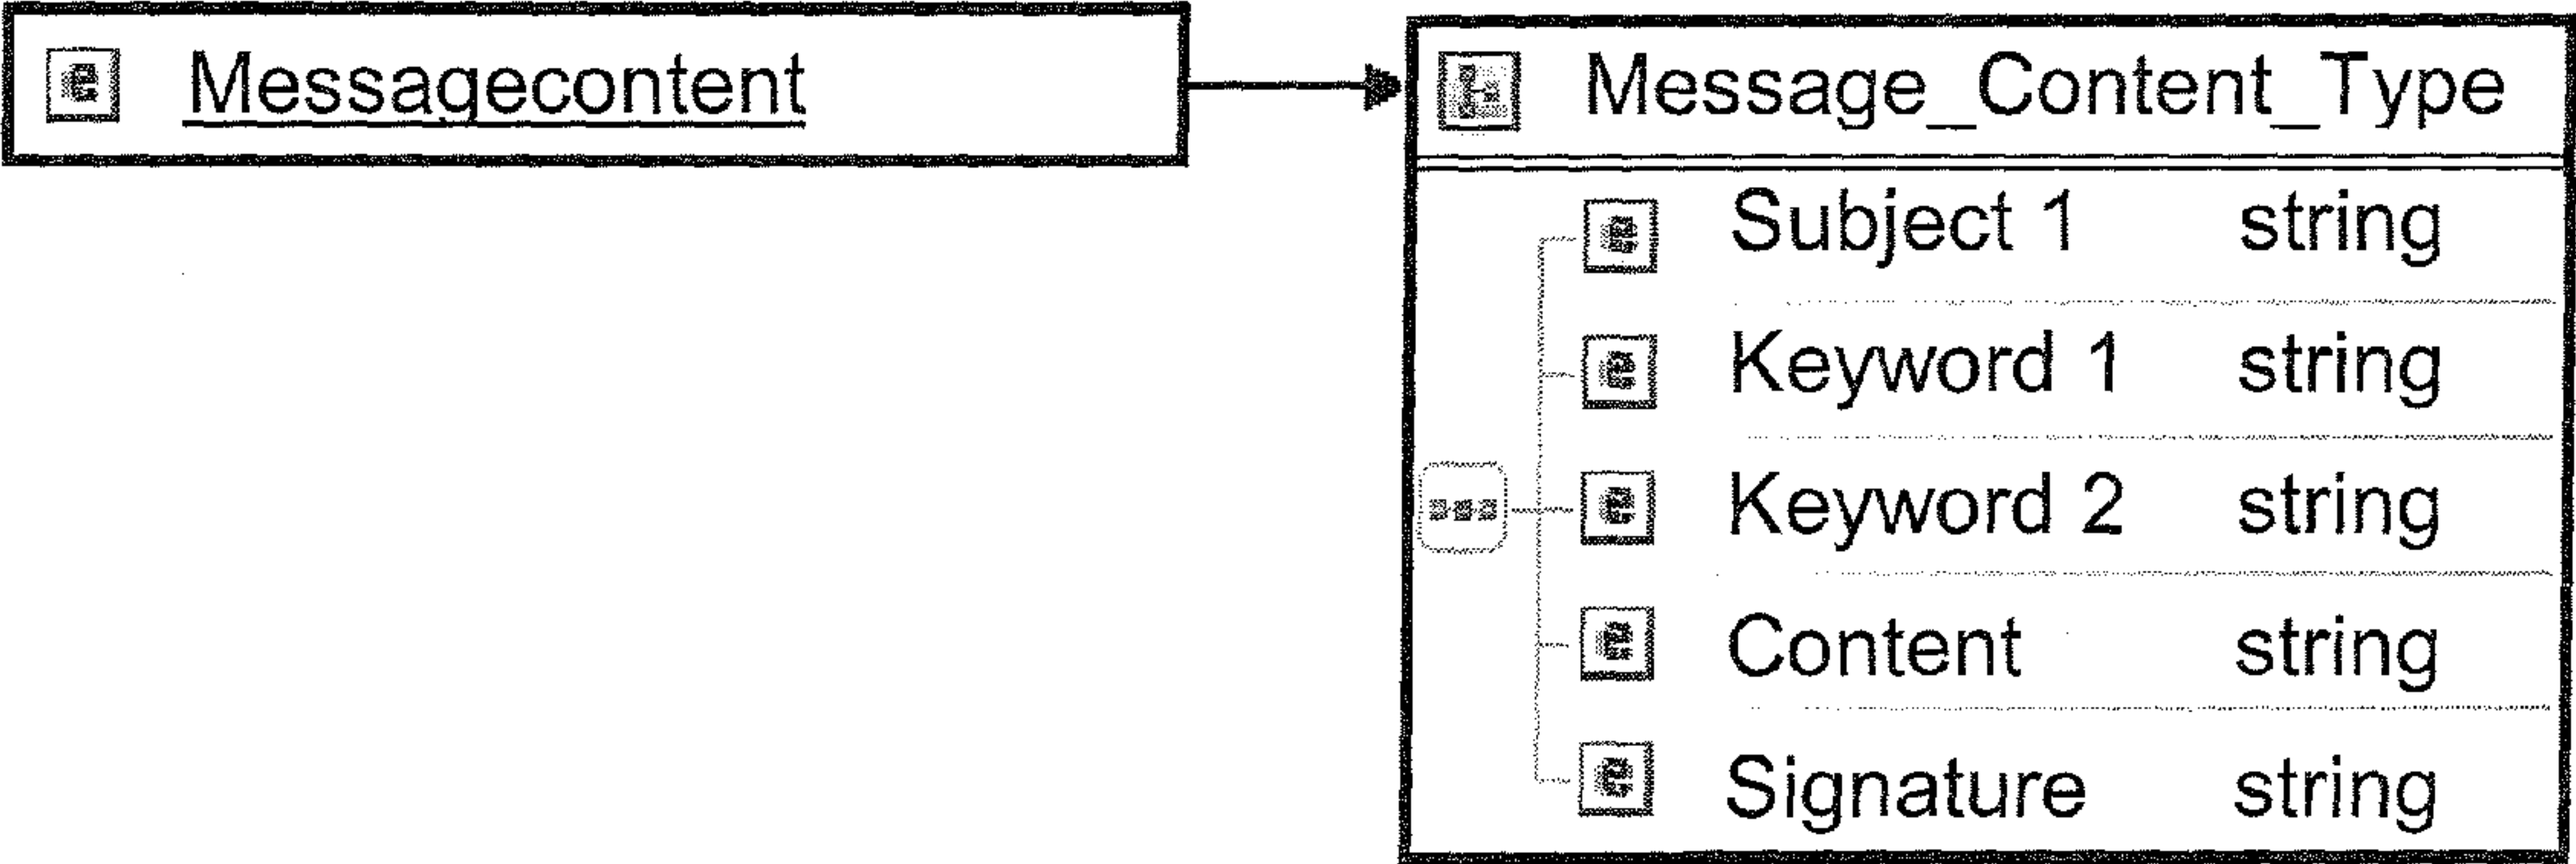 e Messagecontent
Message_Content_Type
e Subject 1 string
e Keyword 1 string
e Keyword 2 string
e Content string
e Signature string